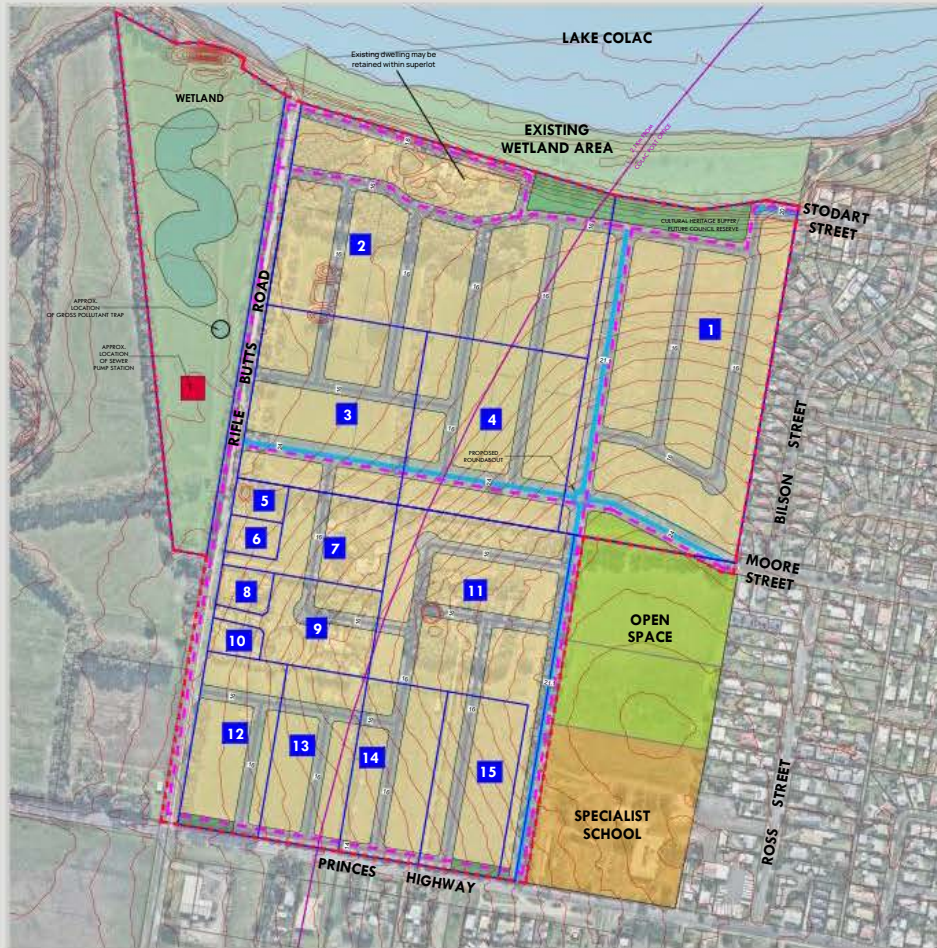 LAKE COLAC
Existing dwelling may be
retained within superlot
WETLAND
EXISTING
WETLAND AREA
STODART
STREET
CULTURAL HERITAGE BUFFER/
FUTURE COUNCIL RESERVE
2
1
APPROX.
LOCATION
OF GROSS POLLUTANT TRAP
APPROX.
LOCATION
OF SEWER
PUMP STATION
RIFLE BUTTS ROAD
3
4
PROPOSED
ROUNDABOUT
BILSON STREET
5
6
7
MOORE
STREET
8
11
9
10
OPEN
SPACE
12
13
14
15
SPECIALIST
SCHOOL
ROSS STREET
PRINCES HIGHWAY